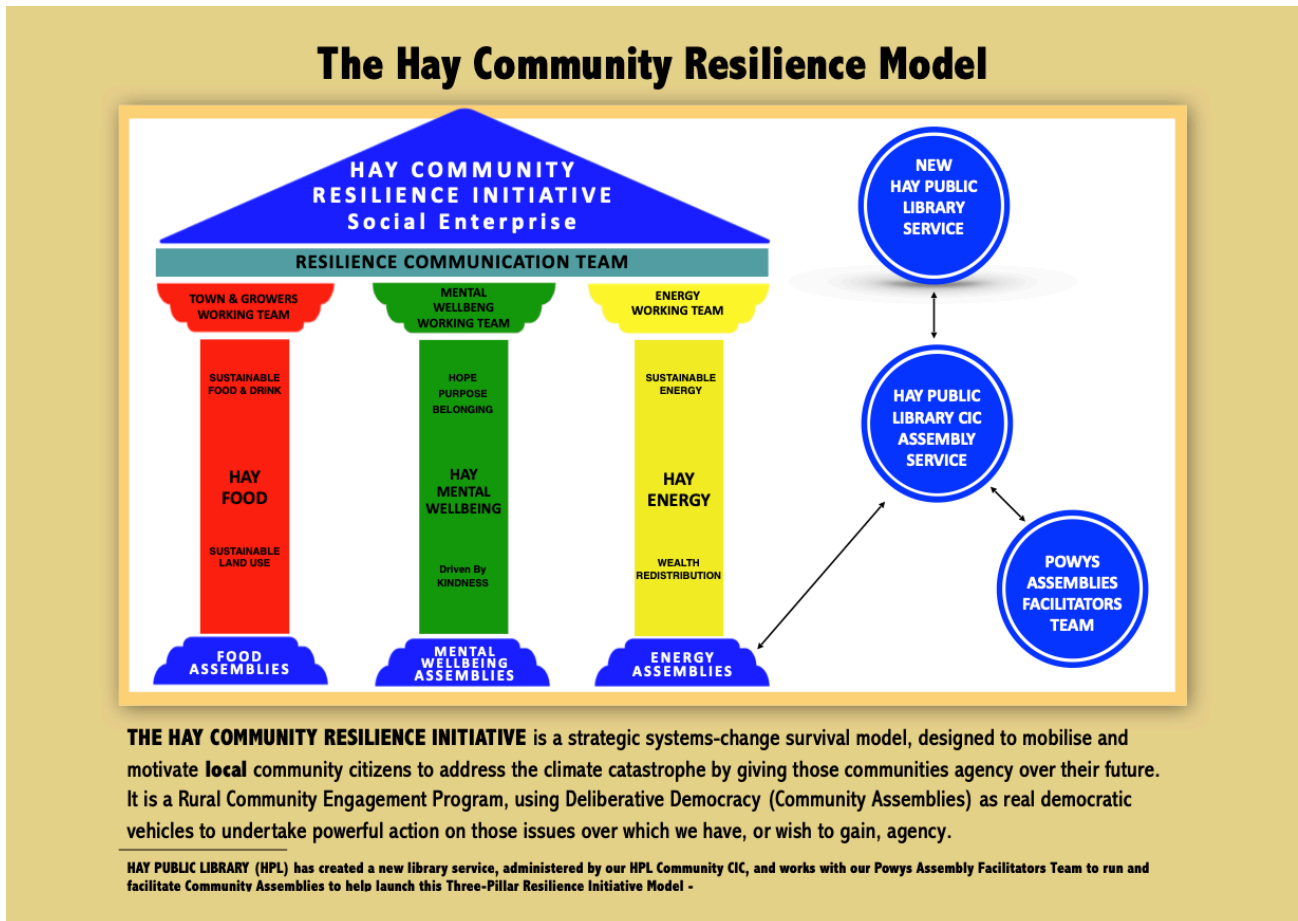 The Hay Community Resilience Model
HAY COMMUNITY
RESILIENCE INITIATIVE
Social Enterprise
RESILIENCE COMMUNICATION TEAM
TOWN & GROWERS
WORKING TEAM
SUSTAINABLE
FOOD & DRINK
HAY
FOOD
SUSTAINABLE
LAND USE
FOOD
ASSEMBLIES
MENTAL
WELLBENG
WORKING TEAM
HOPE
PURPOSE
BELONGING
HAY
MENTAL
WELLBEING
Driven By
KINDNESS
MENTAL
WELLBEING
ASSEMBLIES
ENERGY
WORKING TEAM
SUSTAINABLE
ENERGY
HAY
ENERGY
WEALTH
REDISTRIBUTION
ENERGY
ASSEMBLIES
NEW
HAY PUBLIC
LIBRARY
SERVICE
HAY PUBLIC
LIBRARY CIC
ASSEMBLY
SERVICE
POWYS
ASSEMBLIES
FACILITATORS
TEAM
THE HAY COMMUNITY RESILIENCE INITIATIVE is a strategic systems-change survival model, designed to mobilise and
motivate local community citizens to address the climate catastrophe by giving those communities agency over their future.
It is a Rural Community Engagement Program, using Deliberative Democracy (Community Assemblies) as real democratic
vehicles to undertake powerful action on those issues over which we have, or wish to gain, agency.
HAY PUBLIC LIBRARY (HPL) has created a new library service, administered by our HPL Community CIC, and works with our Powys Assembly Facilitators Team to run and
facilitate Community Assemblies to help launch this Three-Pillar Resilience Initiative Model -